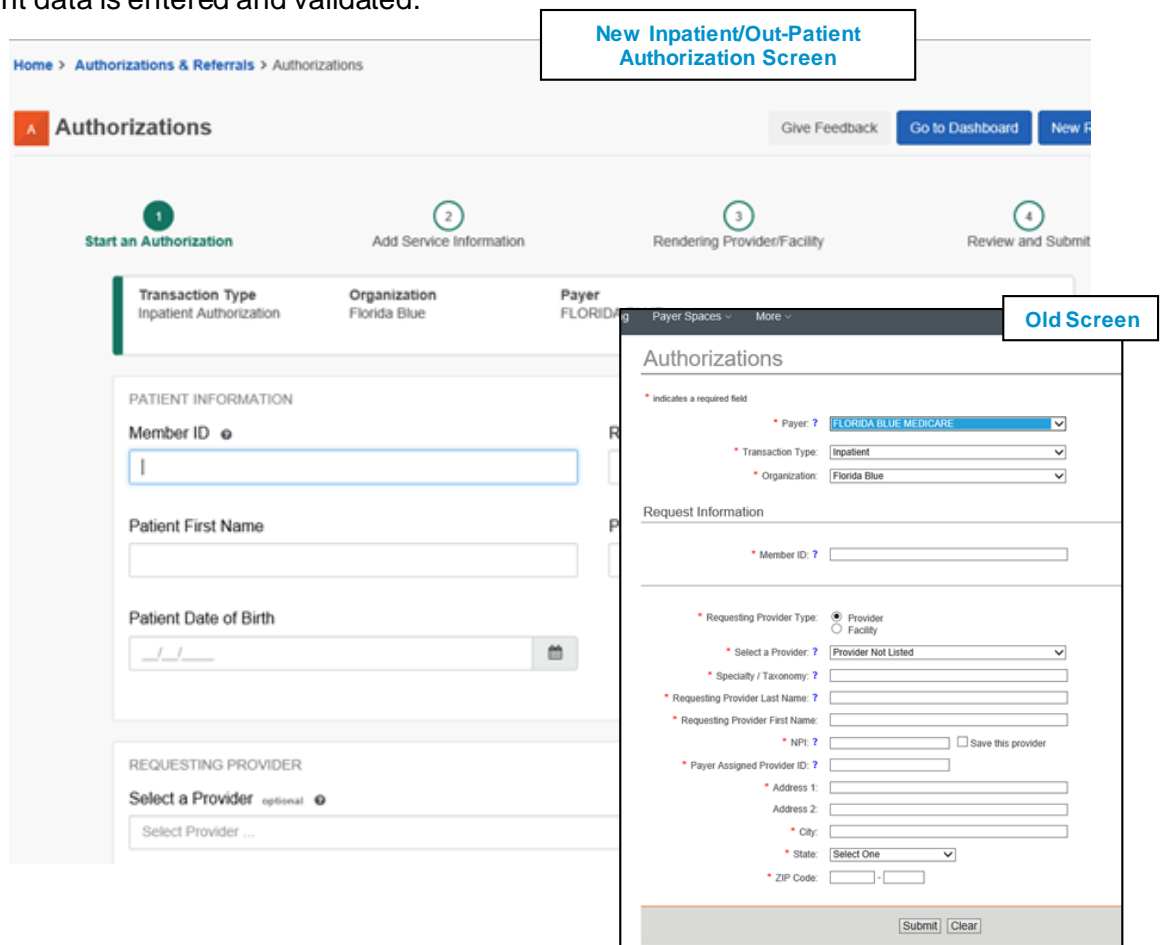 nt data is entered and validated.
New Inpatient/Out-Patient
Authorization Screen
Home > Authorizations & Referrals > Authorizations
A Authorizations
Give Feedback
Go to Dashboard
New R
1
Start an Authorization
2
Add Service Information
3
Rendering Provider/Facility
4
Review and Submit
Transaction Type
Inpatient Authorization
Organization
Florida Blue
Payer
FLORIDA
PATIENT INFORMATION
Member ID
R
Patient First Name
P
Patient Date of Birth
__/__/____
REQUESTING PROVIDER
Select a Provider optional
Select Provider ...
Old Screen
g Payer Spaces More
Authorizations
* indicates a required field
* Payer: ? FLORIDA BLUE MEDICARE
* Transaction Type: Inpatient
* Organization: Florida Blue
Request Information
* Member ID: ?
* Requesting Provider Type: Provider
Facility
* Select a Provider: ? Provider Not Listed
* Specialty / Taxonomy: ?
* Requesting Provider Last Name: ?
* Requesting Provider First Name:
* NPI: ? Save this provider
* Payer Assigned Provider ID: ?
* Address 1:
Address 2:
* City:
* State: Select One
* ZIP Code: -
Submit Clear